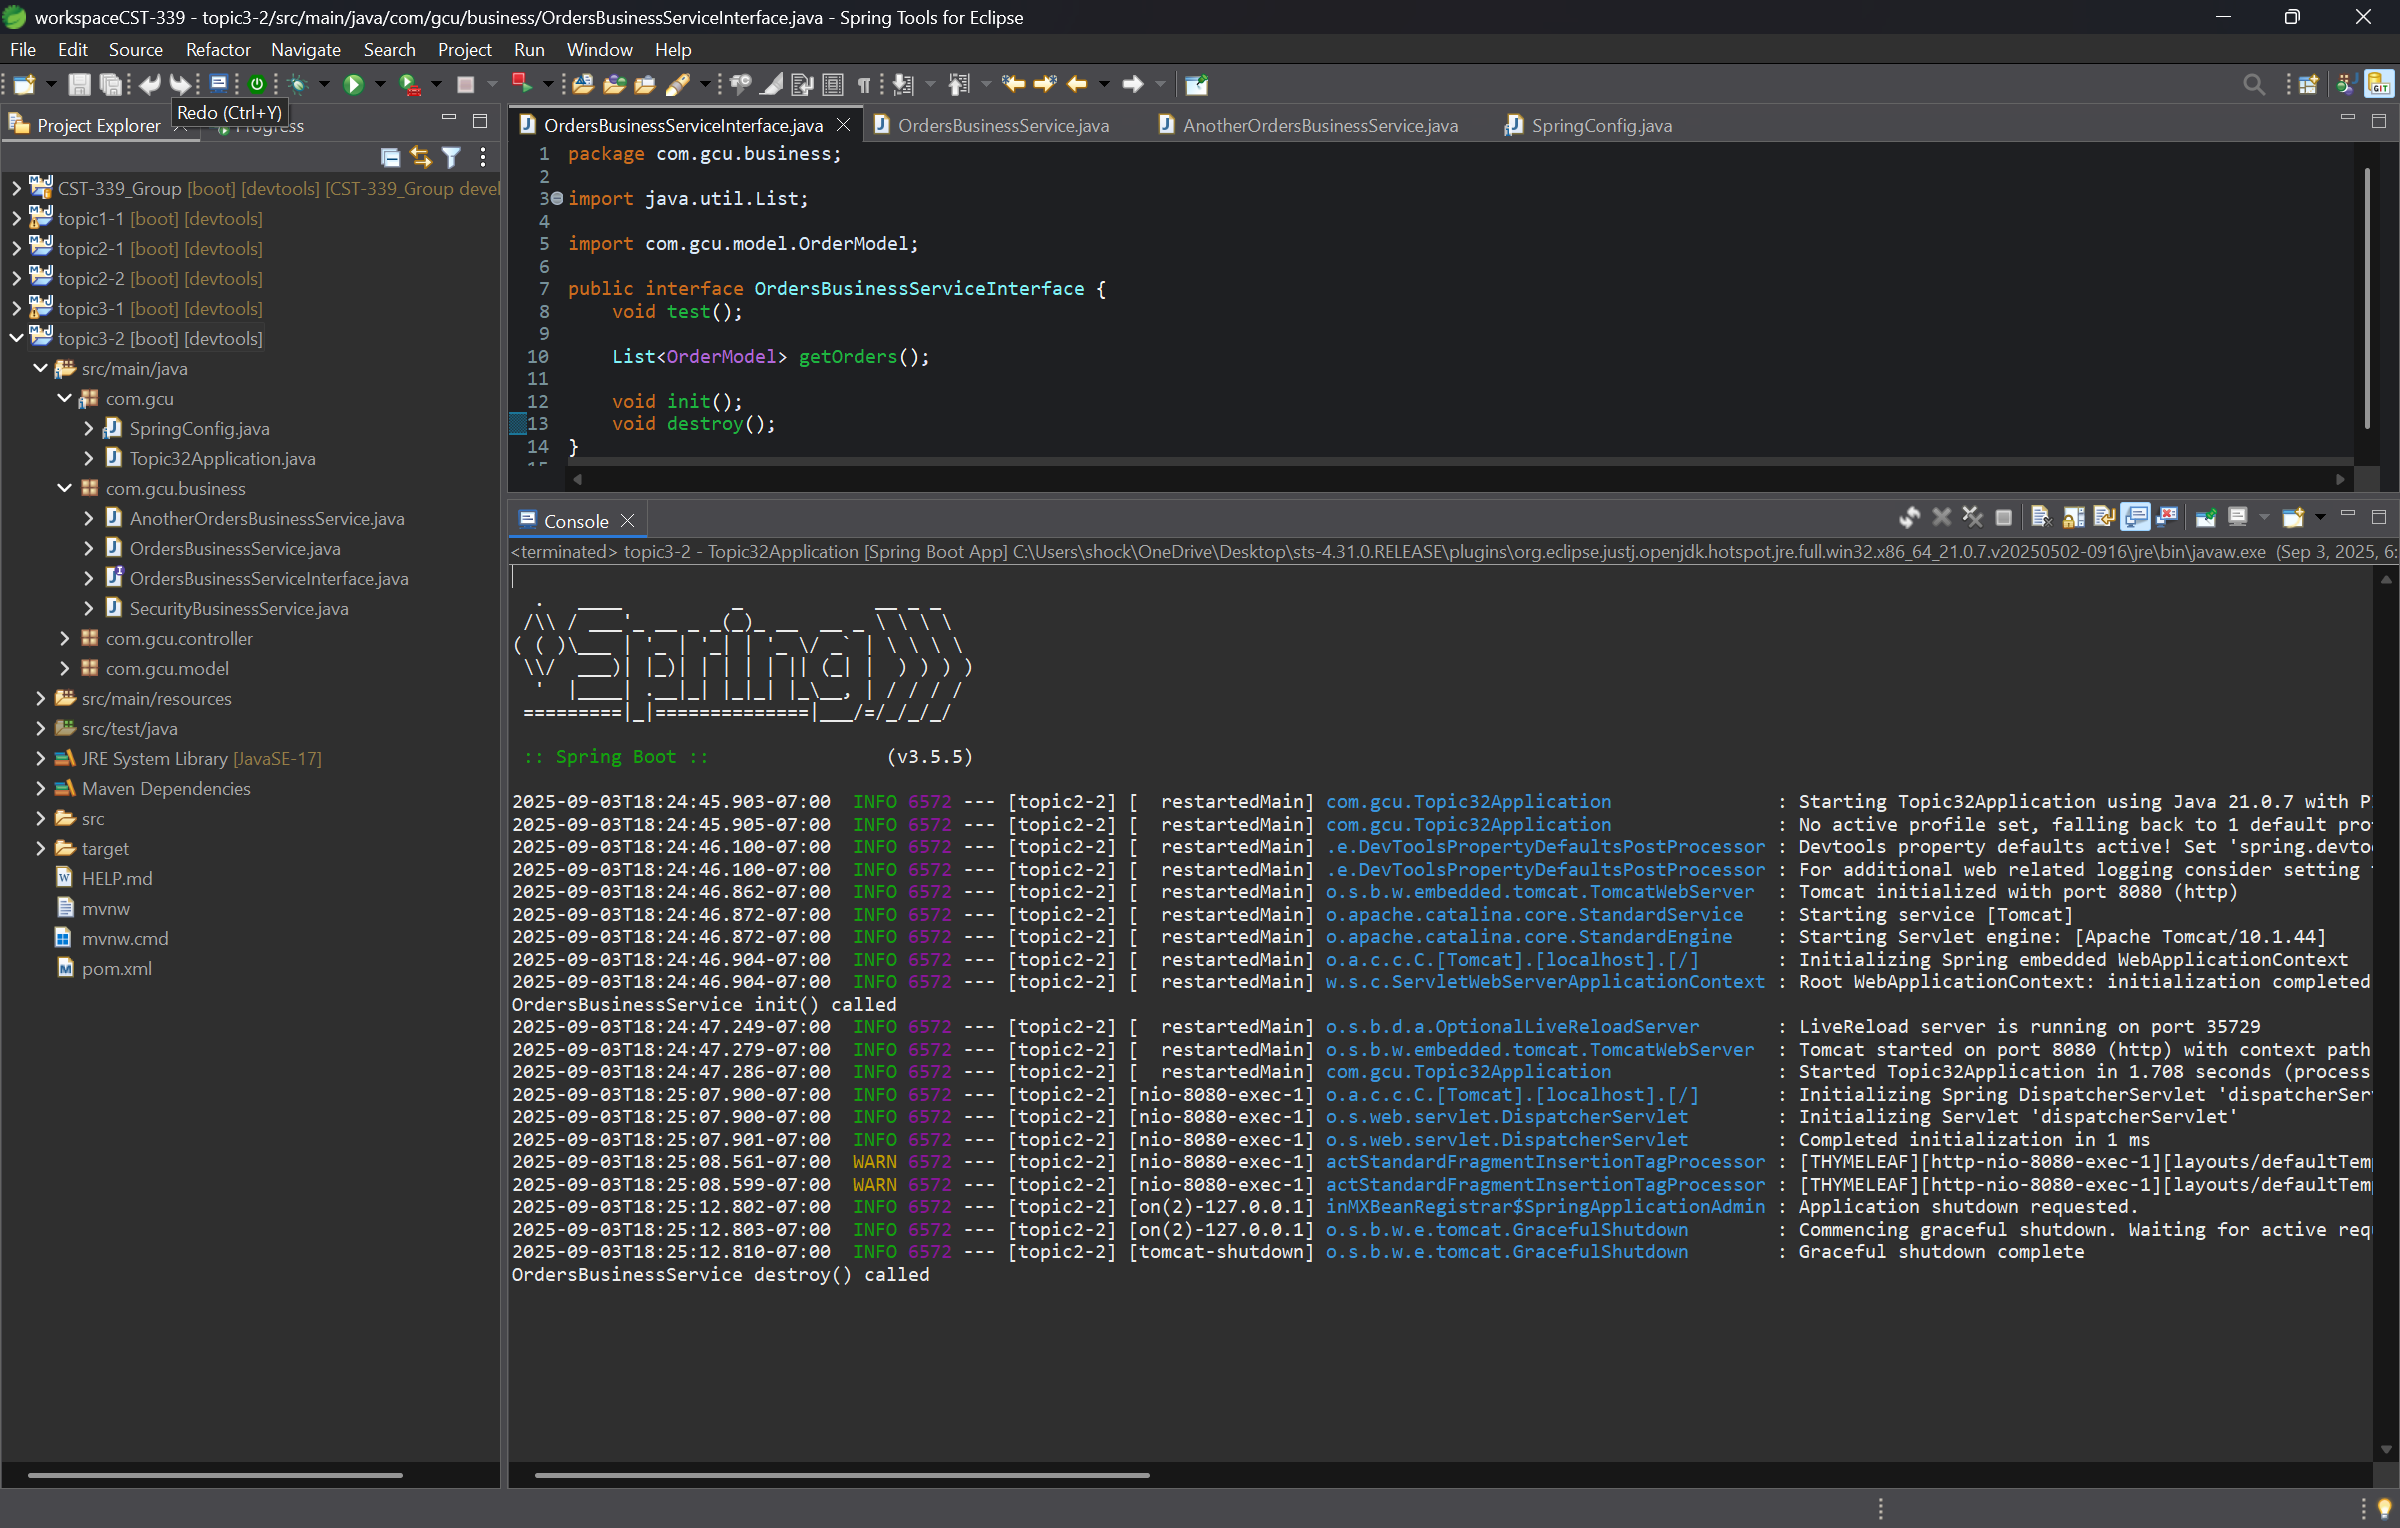 workspaceCST-339 - topic3-2/src/main/java/com/gcu/business/OrdersBusinessServiceInterface.java - Spring Tools for Eclipse
File Edit Source Refactor Navigate Search Project Run Window Help
Redo (Ctrl+Y)
Project Explorer
CST-339_Group [boot] [devtools] [CST-339_Group devel
topic1-1 [boot] [devtools]
topic2-1 [boot] [devtools]
topic2-2 [boot] [devtools]
topic3-1 [boot] [devtools]
topic3-2 [boot] [devtools]
src/main/java
com.gcu
SpringConfig.java
Topic32Application.java
com.gcu.business
AnotherOrdersBusinessService.java
OrdersBusinessService.java
OrdersBusinessServiceInterface.java
SecurityBusinessService.java
com.gcu.controller
com.gcu.model
src/main/resources
src/test/java
JRE System Library [JavaSE-17]
Maven Dependencies
src
target
HELP.md
mvnw
mvnw.cmd
pom.xml
OrdersBusinessServiceInterface.java OrdersBusinessService.java AnotherOrdersBusinessService.java SpringConfig.java
1 package com.gcu.business;
2
3 import java.util.List;
4
5 import com.gcu.model.OrderModel;
6
7 public interface OrdersBusinessServiceInterface {
8 void test();
9
10 List<OrderModel> getOrders();
11
12 void init();
13 void destroy();
14 }
Console
<terminated> topic3-2 - Topic32Application [Spring Boot App] C:\Users\shock\OneDrive\Desktop\sts-4.31.0.RELEASE\plugins\org.eclipse.justj.openjdk.hotspot.jre.full.win32.x86_64_21.0.7.v20250502-0916\jre\bin\javaw.exe (Sep 3, 2025, 6:
Spring
:: Spring Boot :: (v3.5.5)
2025-09-03T18:24:45.903-07:00 INFO 6572 --- [topic2-2] [ restartedMain] com.gcu.Topic32Application : Starting Topic32Application using Java 21.0.7 with P
2025-09-03T18:24:45.905-07:00 INFO 6572 --- [topic2-2] [ restartedMain] com.gcu.Topic32Application : No active profile set, falling back to 1 default pro
2025-09-03T18:24:46.100-07:00 INFO 6572 --- [topic2-2] [ restartedMain] .e.DevToolsPropertyDefaultsPostProcessor : Devtools property defaults active! Set 'spring.devto
2025-09-03T18:24:46.100-07:00 INFO 6572 --- [topic2-2] [ restartedMain] .e.DevToolsPropertyDefaultsPostProcessor : For additional web related logging consider setting
2025-09-03T18:24:46.862-07:00 INFO 6572 --- [topic2-2] [ restartedMain] o.s.b.w.embedded.tomcat.TomcatWebServer : Tomcat initialized with port 8080 (http)
2025-09-03T18:24:46.872-07:00 INFO 6572 --- [topic2-2] [ restartedMain] o.apache.catalina.core.StandardService : Starting service [Tomcat]
2025-09-03T18:24:46.872-07:00 INFO 6572 --- [topic2-2] [ restartedMain] o.apache.catalina.core.StandardEngine : Starting Servlet engine: [Apache Tomcat/10.1.44]
2025-09-03T18:24:46.904-07:00 INFO 6572 --- [topic2-2] [ restartedMain] o.a.c.c.C.[Tomcat].[localhost].[/] : Initializing Spring embedded WebApplicationContext
2025-09-03T18:24:46.904-07:00 INFO 6572 --- [topic2-2] [ restartedMain] w.s.c.ServletWebServerApplicationContext : Root WebApplicationContext: initialization completed
OrdersBusinessService init() called
2025-09-03T18:24:47.249-07:00 INFO 6572 --- [topic2-2] [ restartedMain] o.s.b.d.a.OptionalLiveReloadServer : LiveReload server is running on port 35729
2025-09-03T18:24:47.279-07:00 INFO 6572 --- [topic2-2] [ restartedMain] o.s.b.w.embedded.tomcat.TomcatWebServer : Tomcat started on port 8080 (http) with context path
2025-09-03T18:24:47.286-07:00 INFO 6572 --- [topic2-2] [ restartedMain] com.gcu.Topic32Application : Started Topic32Application in 1.708 seconds (process
2025-09-03T18:25:07.900-07:00 INFO 6572 --- [topic2-2] [nio-8080-exec-1] o.a.c.c.C.[Tomcat].[localhost].[/] : Initializing Spring DispatcherServlet 'dispatcherSer
2025-09-03T18:25:07.900-07:00 INFO 6572 --- [topic2-2] [nio-8080-exec-1] o.s.web.servlet.DispatcherServlet : Initializing Servlet 'dispatcherServlet'
2025-09-03T18:25:07.901-07:00 INFO 6572 --- [topic2-2] [nio-8080-exec-1] o.s.web.servlet.DispatcherServlet : Completed initialization in 1 ms
2025-09-03T18:25:08.561-07:00 WARN 6572 --- [topic2-2] [nio-8080-exec-1] actStandardFragmentInsertionTagProcessor : [THYMELEAF][http-nio-8080-exec-1][layouts/defaultTem
2025-09-03T18:25:08.599-07:00 WARN 6572 --- [topic2-2] [nio-8080-exec-1] actStandardFragmentInsertionTagProcessor : [THYMELEAF][http-nio-8080-exec-1][layouts/defaultTem
2025-09-03T18:25:12.802-07:00 INFO 6572 --- [topic2-2] [on(2)-127.0.0.1] inMXBeanRegistrar$SpringApplicationAdmin : Application shutdown requested.
2025-09-03T18:25:12.803-07:00 INFO 6572 --- [topic2-2] [on(2)-127.0.0.1] o.s.b.w.e.tomcat.GracefulShutdown : Commencing graceful shutdown. Waiting for active req
2025-09-03T18:25:12.810-07:00 INFO 6572 --- [topic2-2] [tomcat-shutdown] o.s.b.w.e.tomcat.GracefulShutdown : Graceful shutdown complete
OrdersBusinessService destroy() called